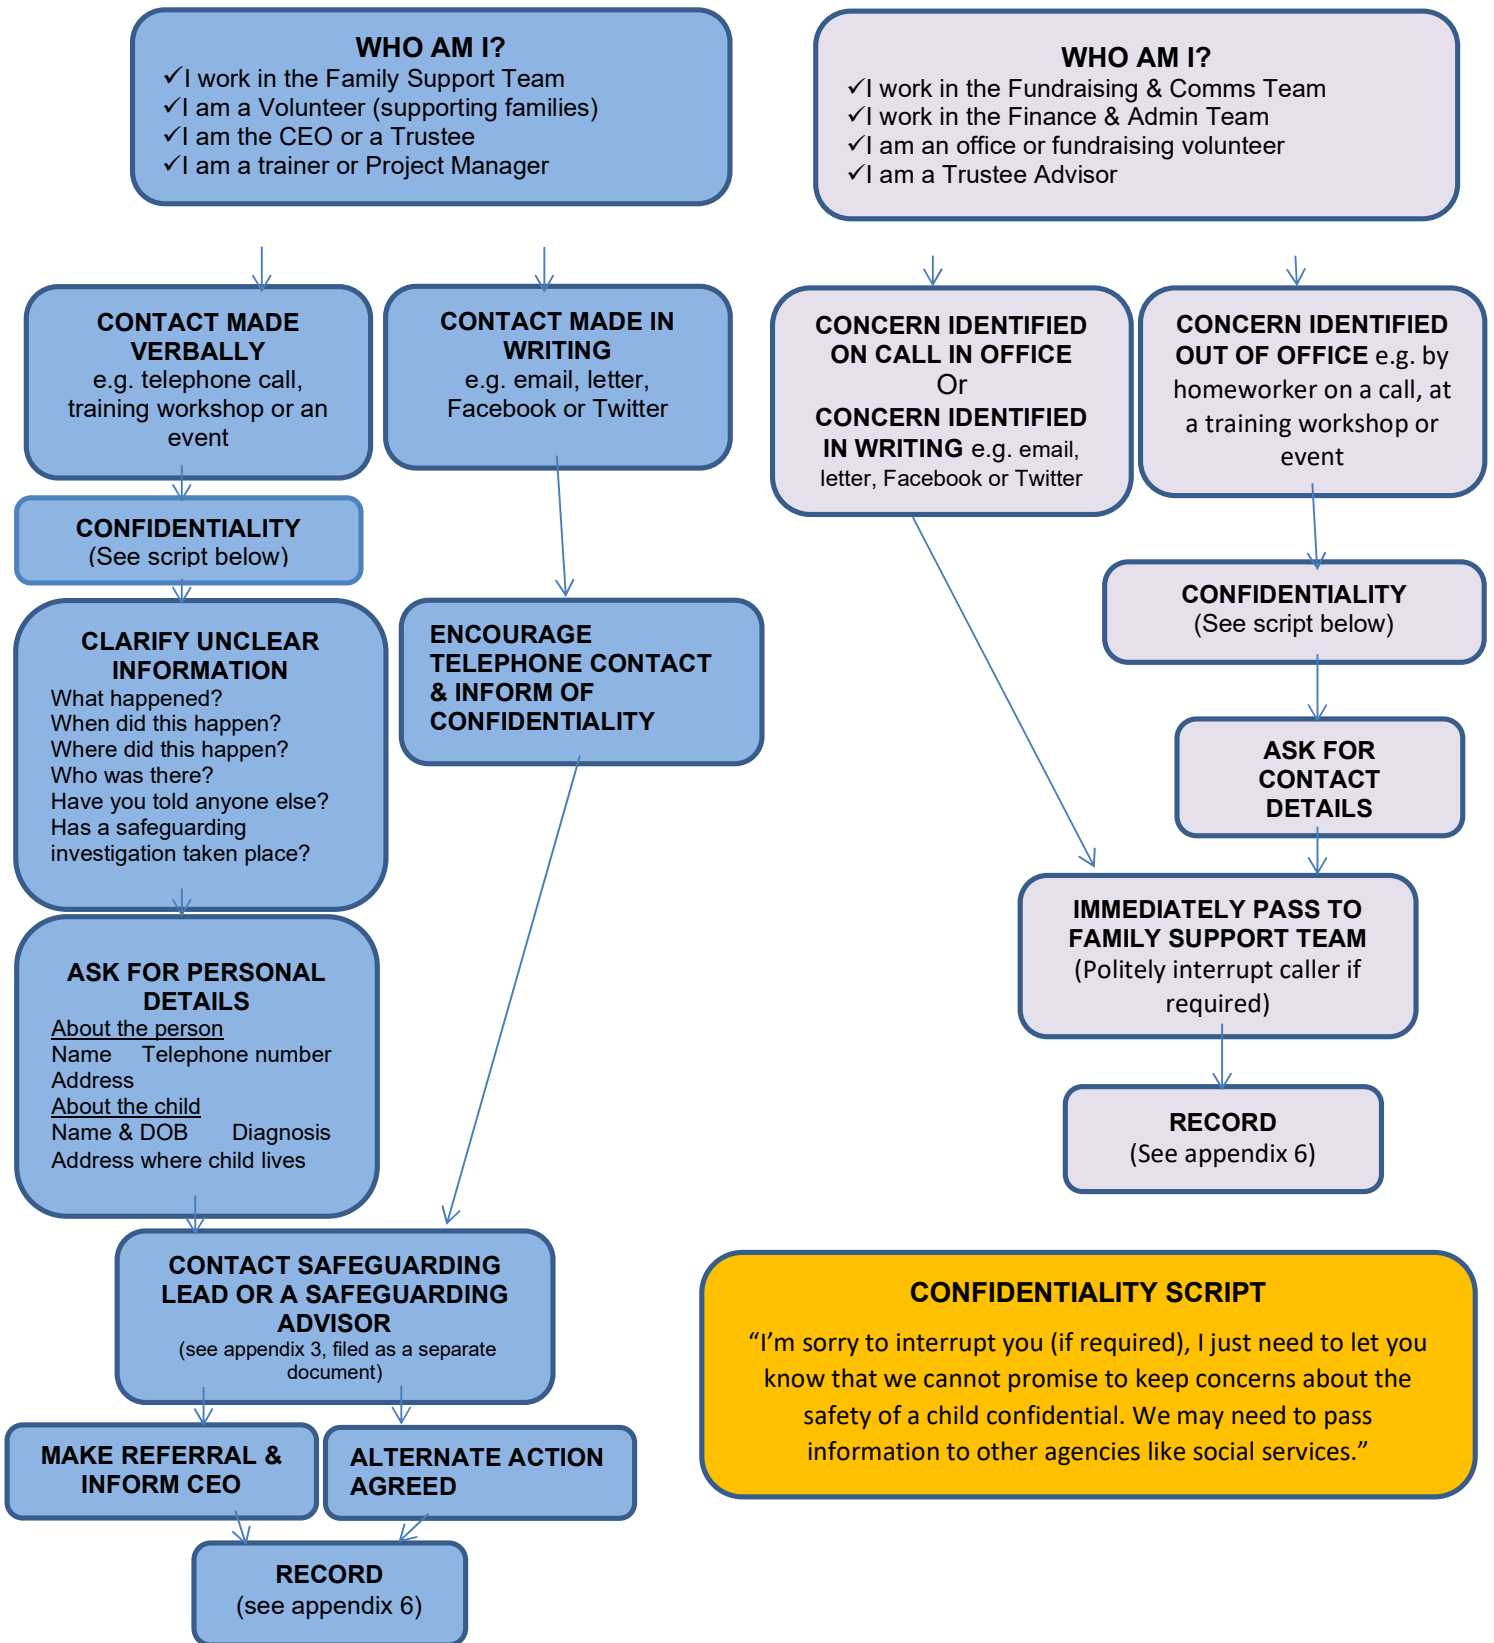 WHO AM I?
✓I work in the Family Support Team
✓I am a Volunteer (supporting families)
✓I am the CEO or a Trustee
✓I am a trainer or Project Manager
WHO AM I?
✓I work in the Fundraising & Comms Team
✓I work in the Finance & Admin Team
✓I am an office or fundraising volunteer
✓I am a Trustee Advisor
CONTACT MADE
VERBALLY
e.g. telephone call,
training workshop or an
event
CONTACT MADE IN
WRITING
e.g. email, letter,
Facebook or Twitter
CONCERN IDENTIFIED
ON CALL IN OFFICE
Or
CONCERN IDENTIFIED
IN WRITING e.g. email,
letter, Facebook or Twitter
CONCERN IDENTIFIED
OUT OF OFFICE e.g. by
homeworker on a call, at
a training workshop or
event
CONFIDENTIALITY
(See script below)
CLARIFY UNCLEAR
INFORMATION
What happened?
When did this happen?
Where did this happen?
Who was there?
Have you told anyone else?
Has a safeguarding
investigation taken place?
ENCOURAGE
TELEPHONE CONTACT
& INFORM OF
CONFIDENTIALITY
CONFIDENTIALITY
(See script below)
ASK FOR
CONTACT
DETAILS
ASK FOR PERSONAL
DETAILS
About the person
Name Telephone number
Address
About the child
Name & DOB Diagnosis
Address where child lives
IMMEDIATELY PASS TO
FAMILY SUPPORT TEAM
(Politely interrupt caller if
required)
RECORD
(See appendix 6)
CONTACT SAFEGUARDING
LEAD OR A SAFEGUARDING
ADVISOR
(see appendix 3, filed as a separate
document)
MAKE REFERRAL &
INFORM CEO
ALTERNATE ACTION
AGREED
RECORD
(see appendix 6)
CONFIDENTIALITY SCRIPT
“I’m sorry to interrupt you (if required), I just need to let you
know that we cannot promise to keep concerns about the
safety of a child confidential. We may need to pass
information to other agencies like social services.”